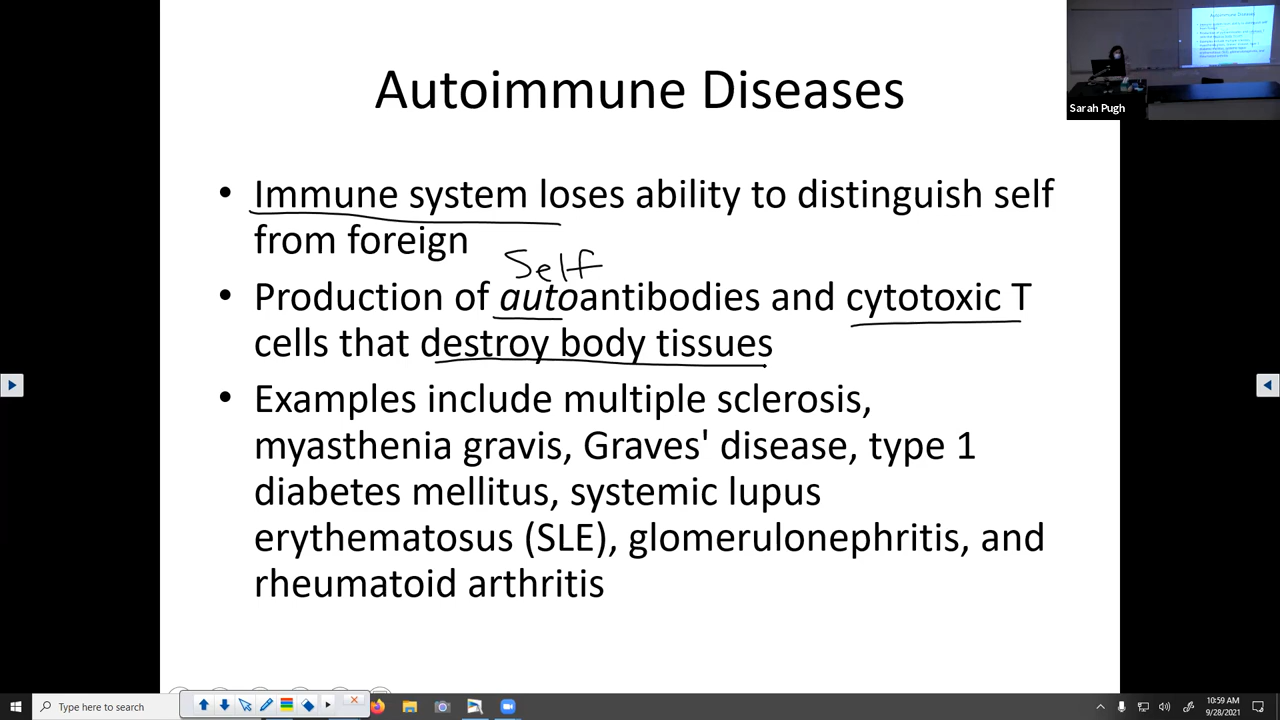 Autoimmune Diseases
Sarah Pugh
• Immune system loses ability to distinguish self
from foreign
Self
• Production of autoantibodies and cytotoxic T
cells that destroy body tissues
• Examples include multiple sclerosis,
myasthenia gravis, Graves' disease, type 1
diabetes mellitus, systemic lupus
erythematosus (SLE), glomerulonephritis, and
rheumatoid arthritis
Type here to search
10:59 AM
9/28/2021